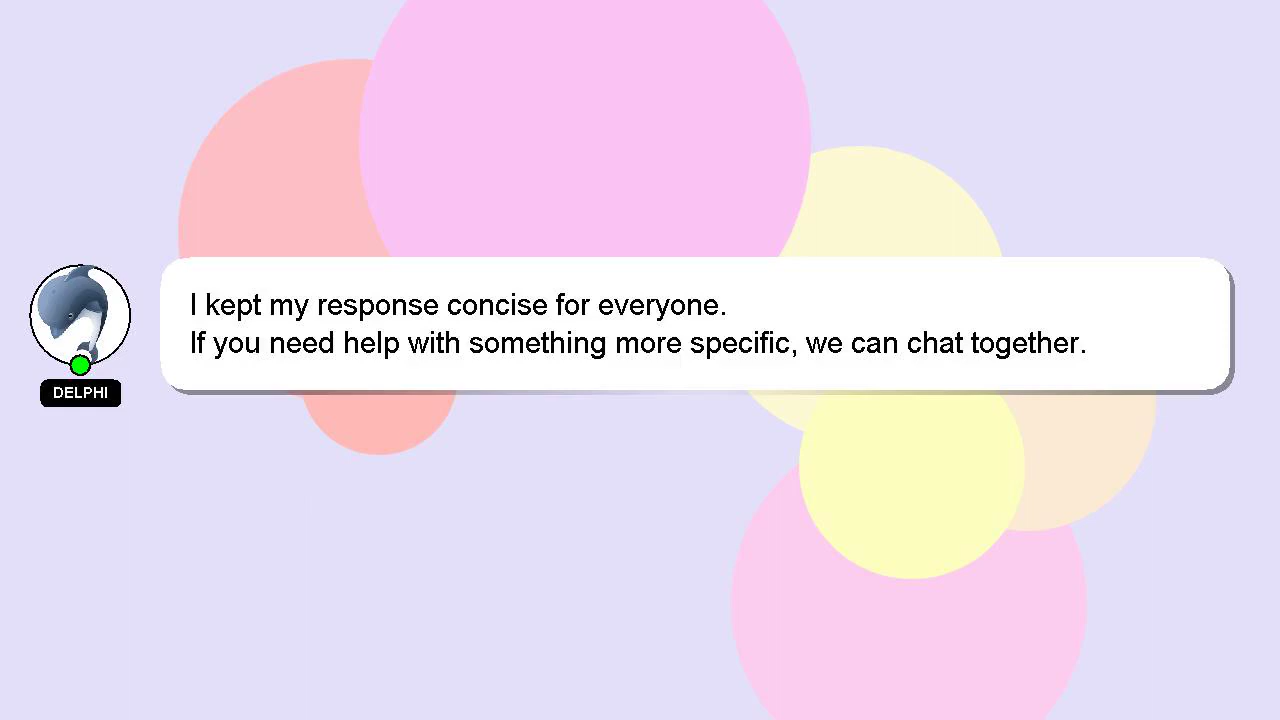 I kept my response concise for everyone.
If you need help with something more specific, we can chat together.
DELPHI